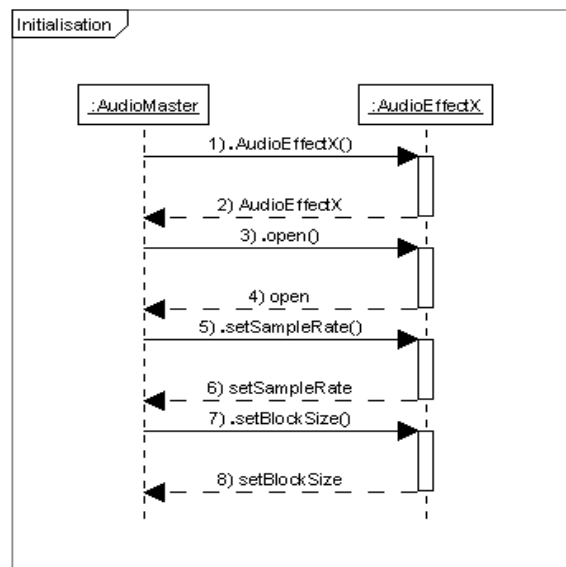 Initialisation
:AudioMaster
:AudioEffectX
1).AudioEffectX()
2) AudioEffectX
3).open()
4) open
5).setSampleRate()
6) setSampleRate
7).setBlockSize()
8) setBlockSize